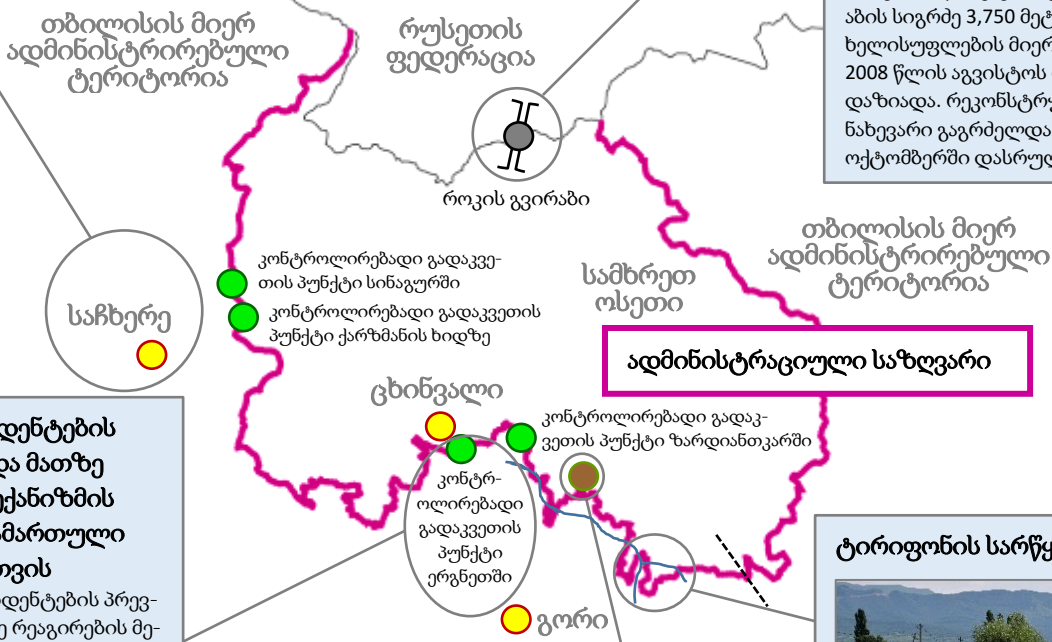 თბილისის მიერ
ადმინისტრირებული
ტერიტორია
რუსეთის
ფედერაცია
აბის სიგრძე 3,750 მეტ
ხელისუფლების მიერ
2008 წლის აგვისტოს
დაზიადა. რეკონსტრუ
ნახევარი გაგრძელდა
ოქტომბერში დასრულ
როკის გვირაბი
თბილისის მიერ
ადმინისტრირებული
ტერიტორია
სამხრეთ
ოსეთი
კონტროლირებადი გადაკვე-
თის პუნქტი სინაგურში
კონტროლირებადი გადაკვეთის
პუნქტი ქარზმანის ხიდზე
საჩხერე
ადმინისტრაციული საზღვარი
ცხინვალი
კონტროლირებადი გადაკ-
ვეთის პუნქტი ზარდიანთკარში
კონტრ-
ოლირებადი
გადაკვეთის
პუნქტი
ერგნეთში
დენტების
და მათზე
ექანიზმის
ამართული
თვის
დენტების პრევ-
ე რეაგირების მე-
გორი
ტირიფონის სარწყ